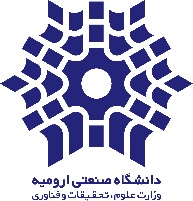 دانشگاه صنعتی ارومیه
وزارت علوم، تحقیقات و فناوری